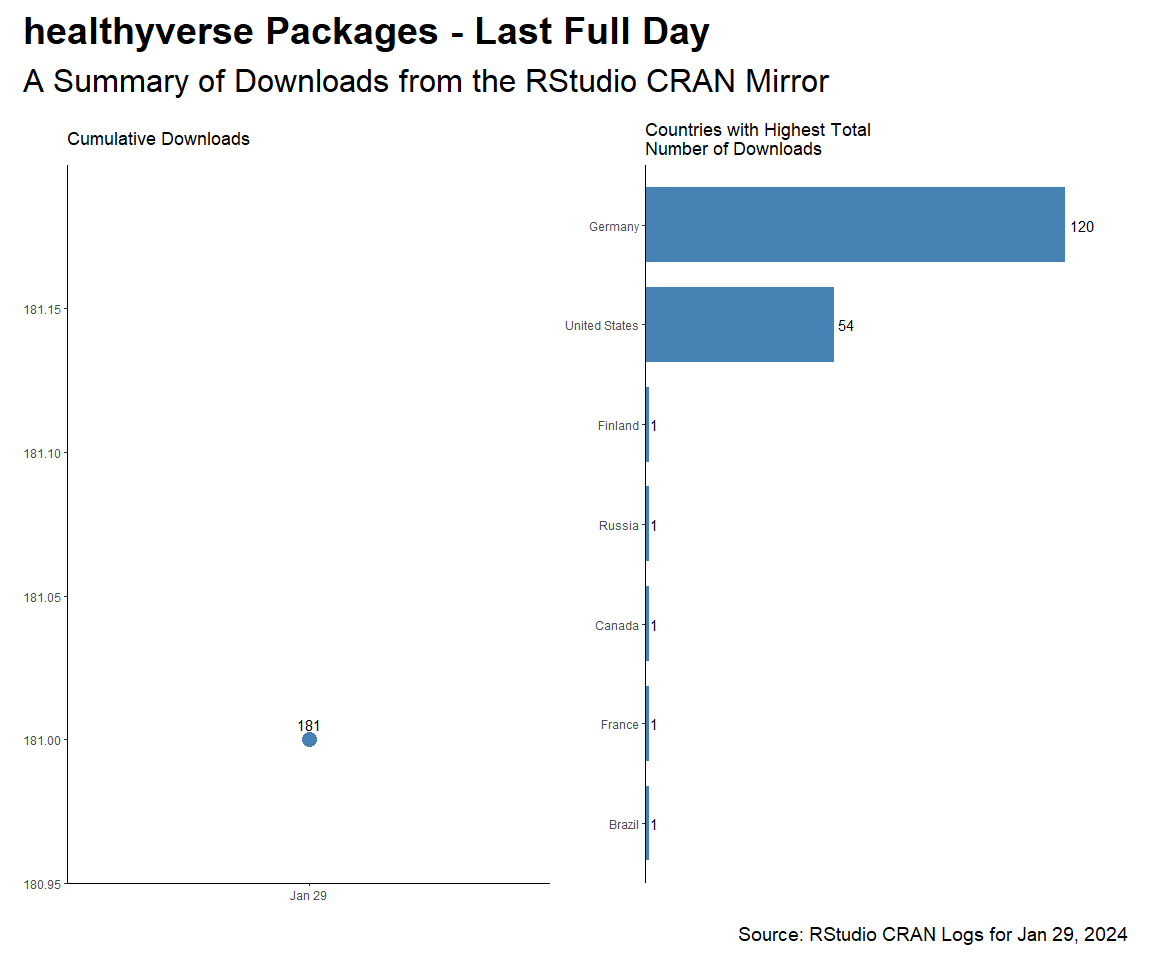 healthyverse Packages - Last Full Day
A Summary of Downloads from the RStudio CRAN Mirror
Cumulative Downloads
181.15
181.10
181.05
181.00
180.95
181
Jan 29
Countries with Highest Total
Number of Downloads
Germany 120
United States 54
Finland 1
Russia 1
Canada 1
France 1
Brazil 1
Source: RStudio CRAN Logs for Jan 29, 2024